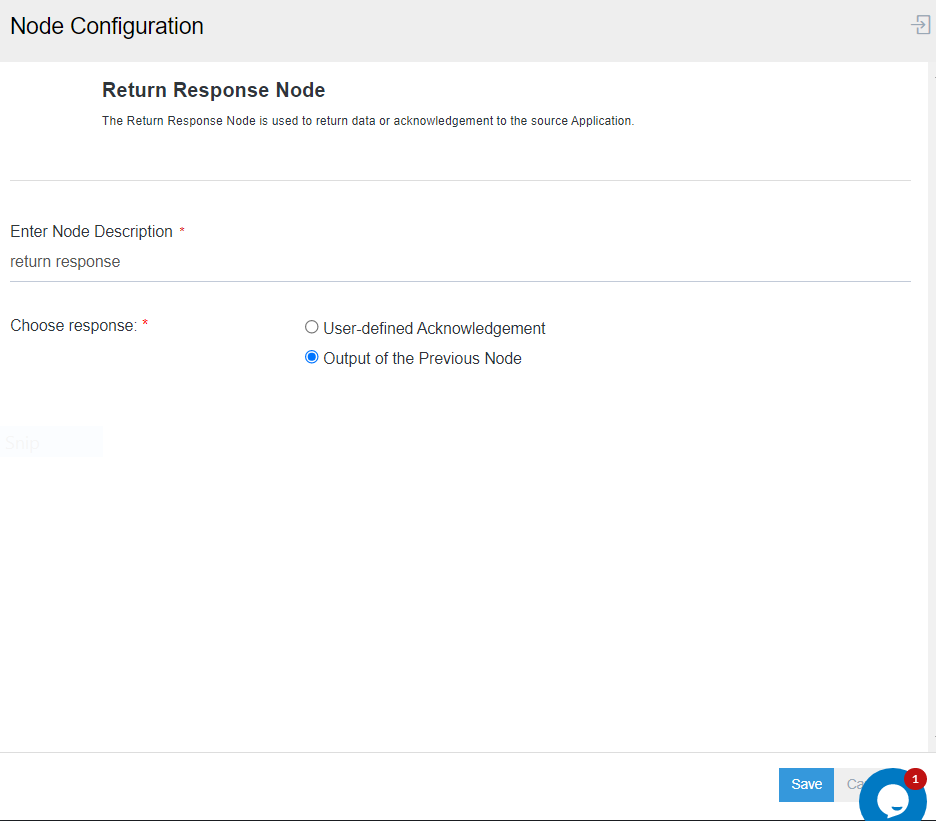 Node Configuration
Return Response Node
The Return Response Node is used to return data or acknowledgement to the source Application.
Enter Node Description *
return response
Choose response: *
User-defined Acknowledgement
Output of the Previous Node
Snip
Save
1